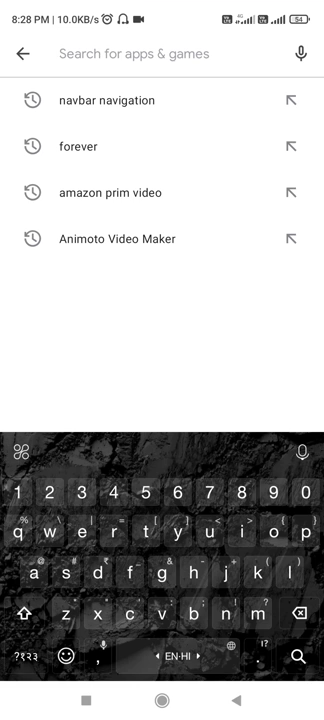 8:28 PM | 10.0KB/s 54
Search for apps & games
navbar navigation
forever
amazon prim video
Animoto Video Maker
1 2 3 4 5 6 7 8 9 0
% \ | = [ ] < > { }
q w e r t y u i o p
@ # ₹ _ & - + ( )
a s d f g h j k l
* " ' : ; ! ?
z x c v b n m
?१२३ , EN·HI . !?